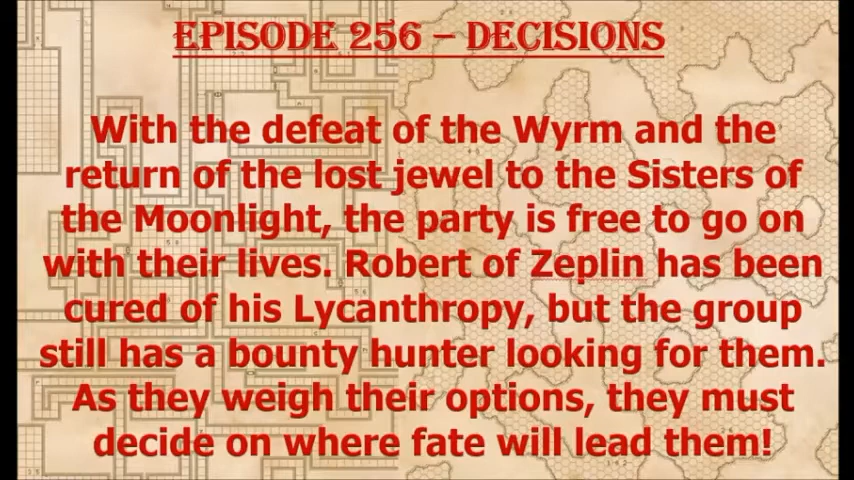 EPISODE 256 – DECISIONS
With the defeat of the Wyrm and the
return of the lost jewel to the Sisters of
the Moonlight, the party is free to go on
with their lives. Robert of Zeplin has been
cured of his Lycanthropy, but the group
still has a bounty hunter looking for them.
As they weigh their options, they must
decide on where fate will lead them!